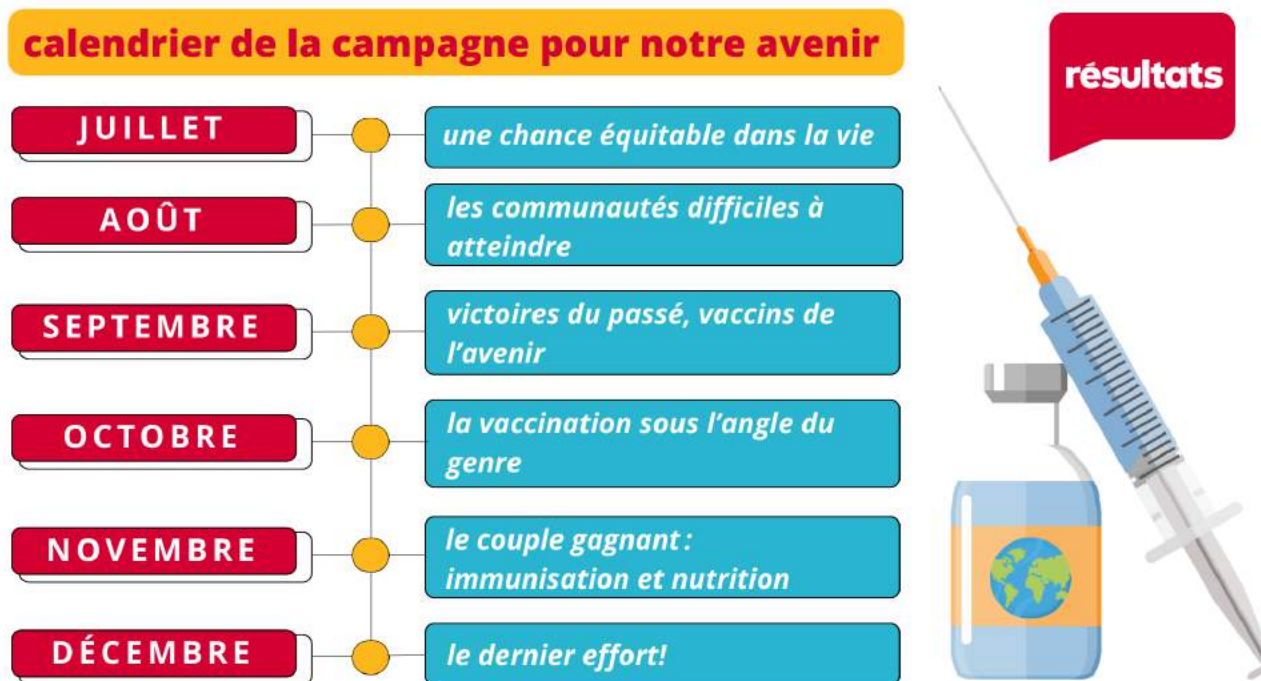 calendrier de la campagne pour notre avenir
résultats
JUILLET
une chance équitable dans la vie
AOÛT
les communautés difficiles à
atteindre
SEPTEMBRE
victoires du passé, vaccins de
l’avenir
OCTOBRE
la vaccination sous l’angle du
genre
NOVEMBRE
le couple gagnant :
immunisation et nutrition
DÉCEMBRE
le dernier effort!